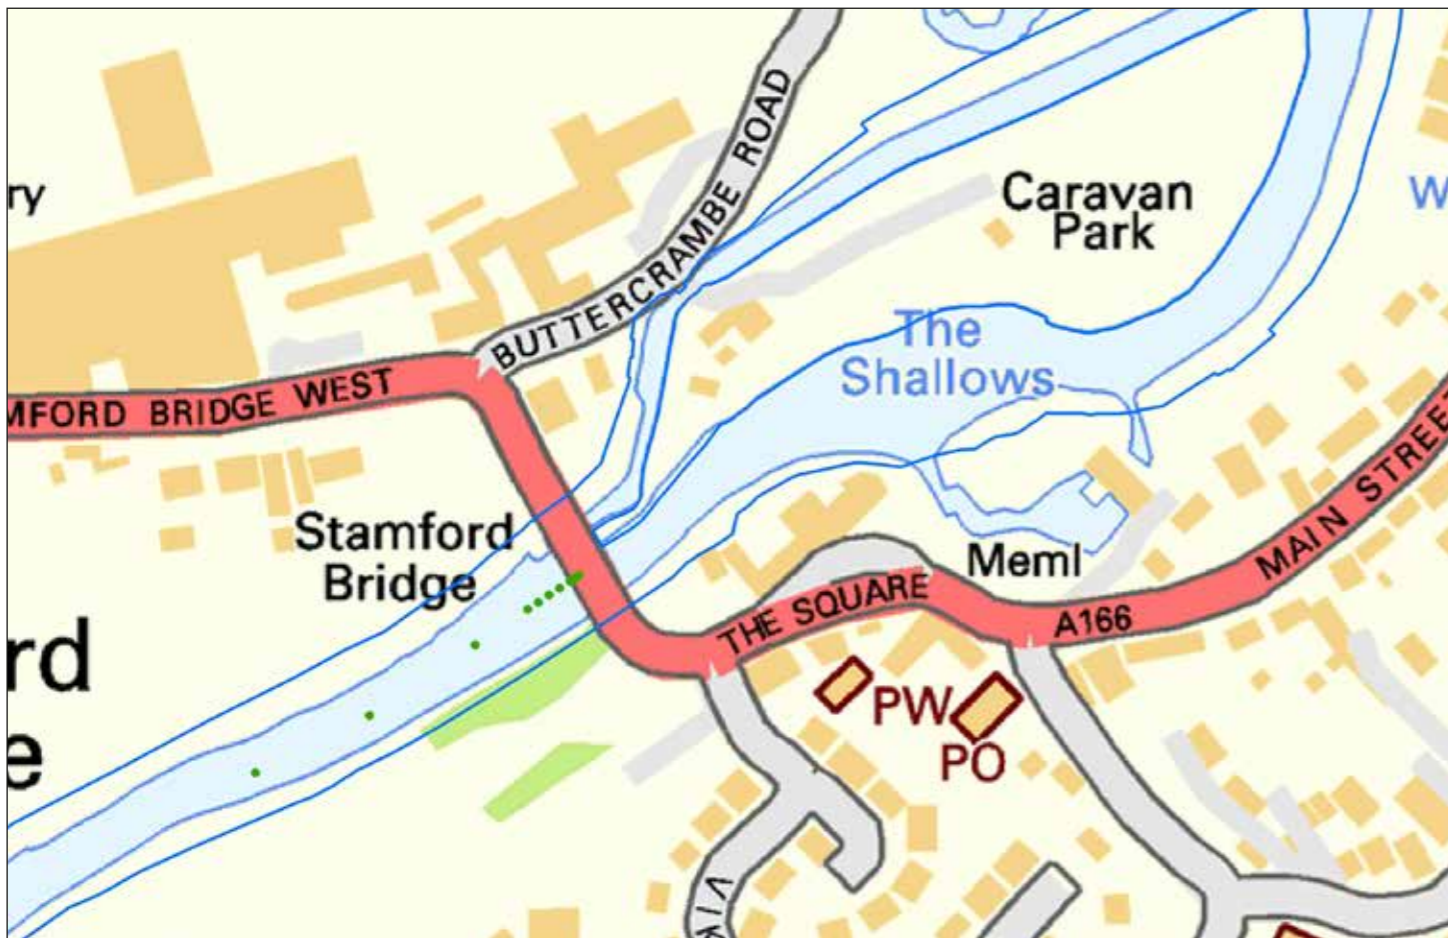 BUTTERCRAMBE ROAD
ry
Caravan
Park
W
The
Shallows
MFORD BRIDGE WEST
MAIN STREET
Stamford
Bridge
Meml
THE SQUARE
A166
rd
PW
PO
e
VIK